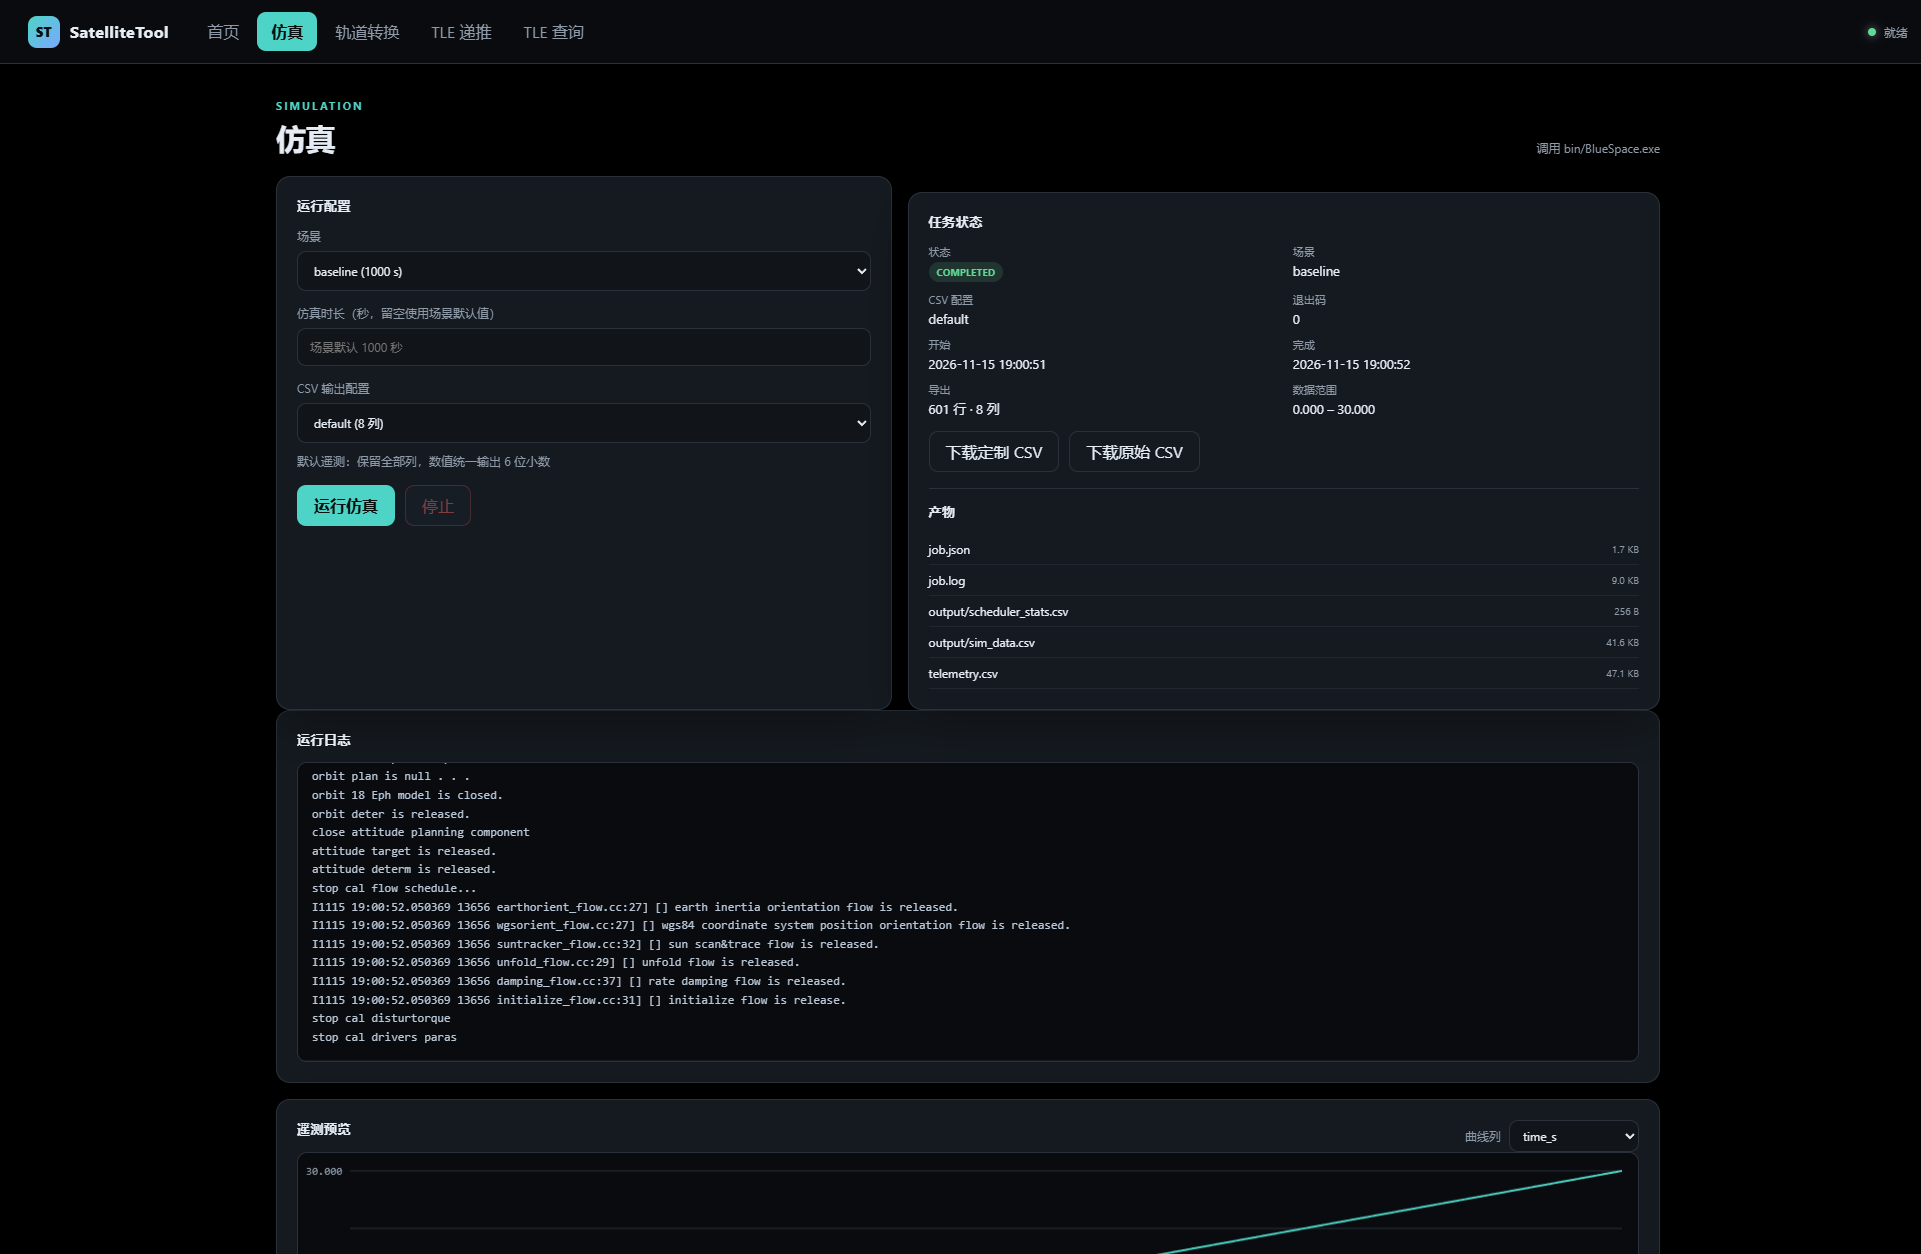 ST SatelliteTool 首页 仿真 轨道转换 TLE 递推 TLE 查询 就绪
SIMULATION
仿真
调用 bin/BlueSpace.exe
运行配置
场景
baseline (1000 s)
仿真时长（秒，留空使用场景默认值）
场景默认 1000 秒
CSV 输出配置
default (8 列)
默认遥测：保留全部列，数值统一输出 6 位小数
运行仿真 停止
任务状态
状态 场景
COMPLETED baseline
CSV 配置 退出码
default 0
开始 完成
2026-11-15 19:00:51 2026-11-15 19:00:52
导出 数据范围
601 行 · 8 列 0.000 – 30.000
下载定制 CSV 下载原始 CSV
产物
job.json 1.7 KB
job.log 9.0 KB
output/scheduler_stats.csv 256 B
output/sim_data.csv 41.6 KB
telemetry.csv 47.1 KB
运行日志
orbit plan is null . . .
orbit 18 Eph model is closed.
orbit deter is released.
close attitude planning component
attitude target is released.
attitude determ is released.
stop cal flow schedule...
I1115 19:00:52.050369 13656 earthorient_flow.cc:27] [] earth inertia orientation flow is released.
I1115 19:00:52.050369 13656 wgsorient_flow.cc:27] [] wgs84 coordinate system position orientation flow is released.
I1115 19:00:52.050369 13656 suntracker_flow.cc:32] [] sun scan&trace flow is released.
I1115 19:00:52.050369 13656 unfold_flow.cc:29] [] unfold flow is released.
I1115 19:00:52.050369 13656 damping_flow.cc:37] [] rate damping flow is released.
I1115 19:00:52.050369 13656 initialize_flow.cc:31] [] initialize flow is release.
stop cal disturtorque
stop cal drivers paras
遥测预览
曲线列 time_s
30.000